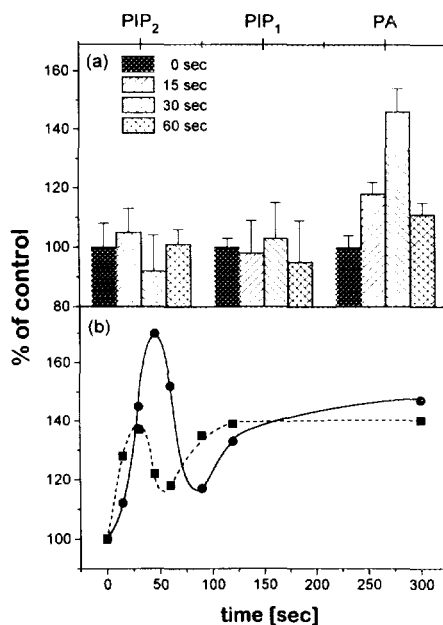 PIP2 PIP1 PA
160
(a)
0 sec
15 sec
30 sec
60 sec
140
120
100
80
% of control
(b)
160
140
120
100
0 50 100 150 200 250 300
time [sec]